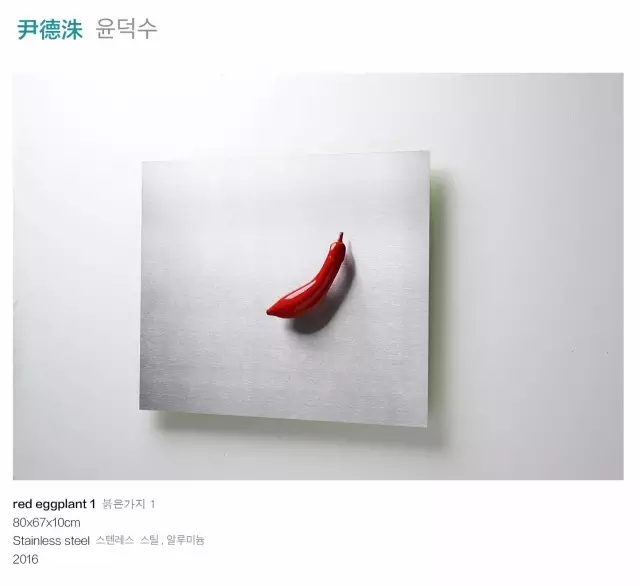 尹德洙 윤덕수
red eggplant 1 붉은가지 1
80x67x10cm
Stainless steel 스텐레스 스틸, 알루미늄
2016